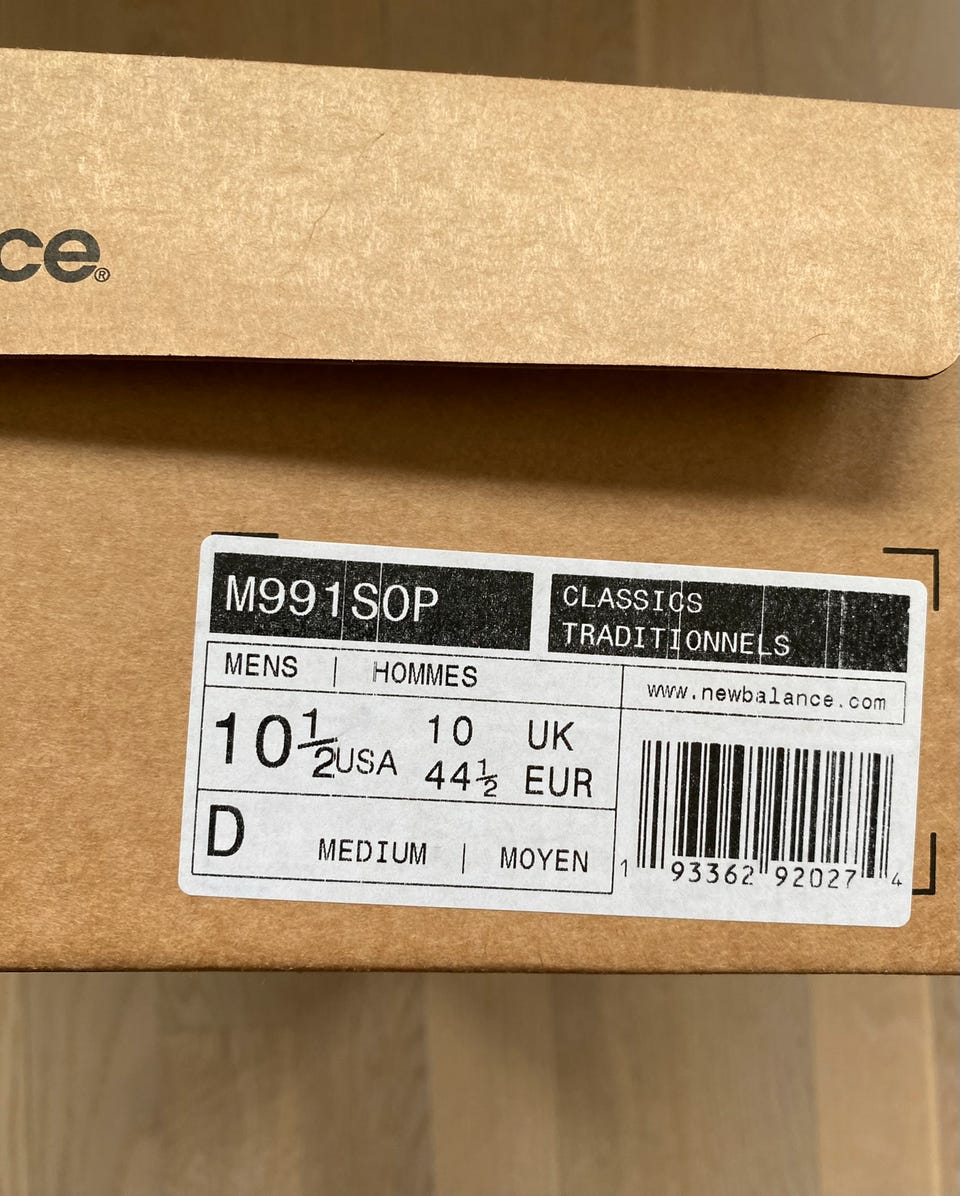 ce®
M991SOP
CLASSICS
TRADITIONNELS
MENS | HOMMES
www.newbalance.com
10½ USA 10 UK
44½ EUR
D MEDIUM | MOYEN
1 93362 92027 4